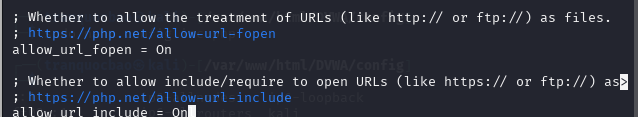 ; Whether to allow the treatment of URLs (like http:// or ftp://) as files.
; https://php.net/allow-url-fopen
allow_url_fopen = On
; Whether to allow include/require to open URLs (like https:// or ftp://) as>
; https://php.net/allow-url-include
allow_url_include = On